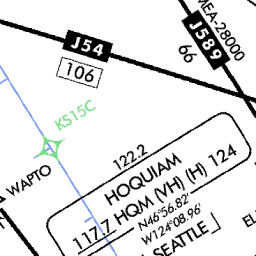 J54
106
J589
66
MEA-28000
KS15C
WAPTO
122.2
HOQUIAM
117.7 HQM (VH) (H) 124
N46°56.82'
W124°08.96'
SEATTLE